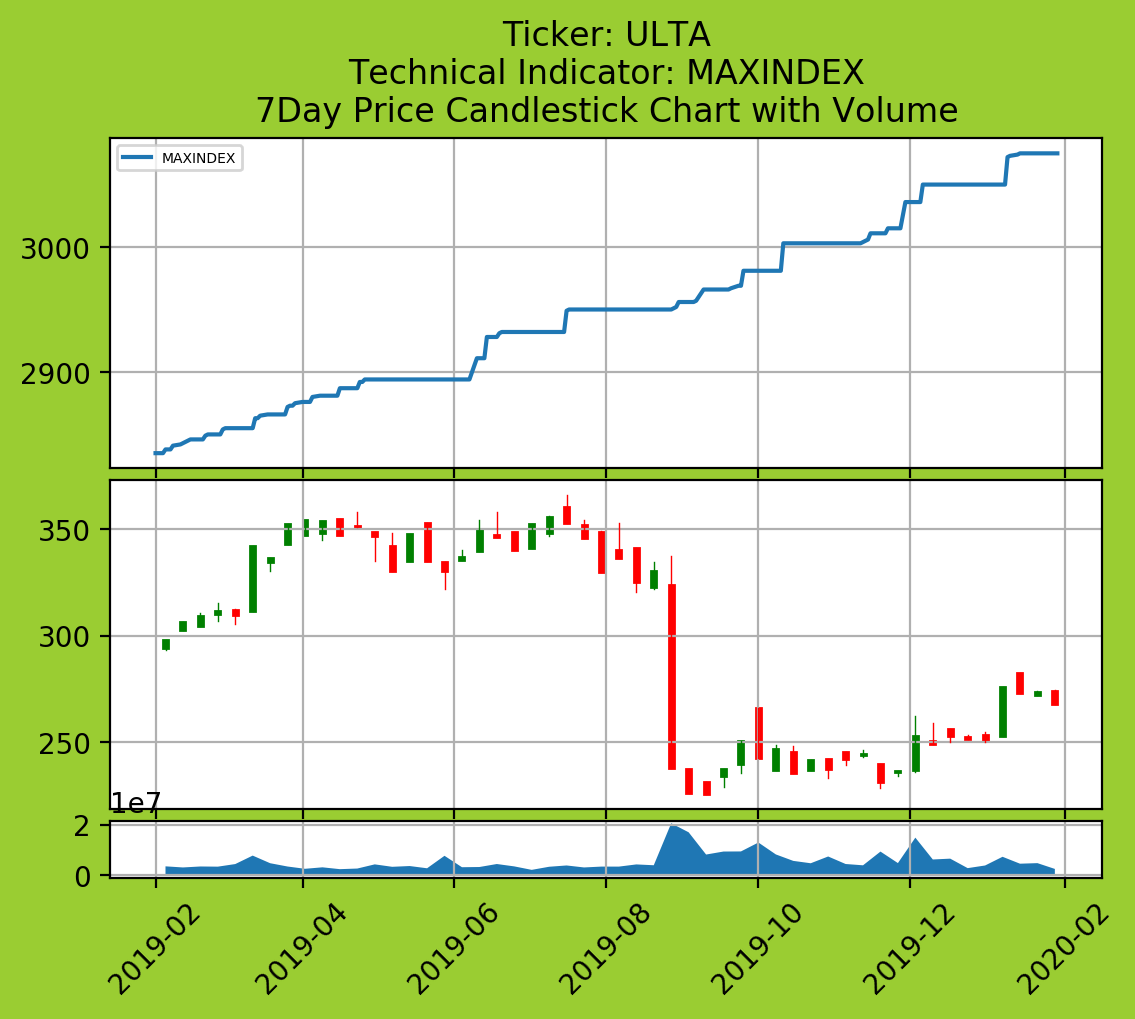 Ticker: ULTA
Technical Indicator: MAXINDEX
7Day Price Candlestick Chart with Volume
MAXINDEX
3000
2900
350
300
250
1e7
2
0
2019-02
2019-04
2019-06
2019-08
2019-10
2019-12
2020-02